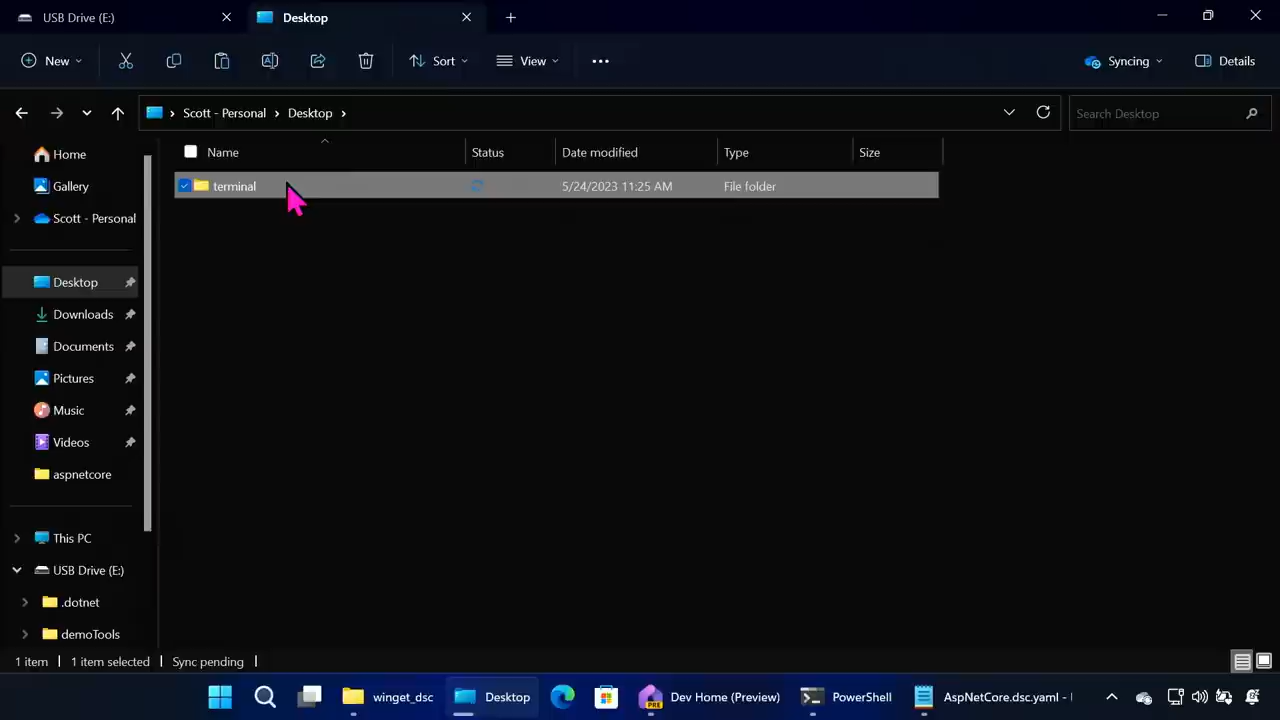 USB Drive (E:)
Desktop
New
Sort
View
Syncing
Details
Scott - Personal
Desktop
Search Desktop
Home
Gallery
Scott - Personal
Desktop
Downloads
Documents
Pictures
Music
Videos
aspnetcore
This PC
USB Drive (E:)
.dotnet
demoTools
Name
Status
Date modified
Type
Size
terminal
5/24/2023 11:25 AM
File folder
1 item
1 item selected
Sync pending
winget_dsc
Desktop
PRE
Dev Home (Preview)
PowerShell
AspNetCore.dsc.yaml -